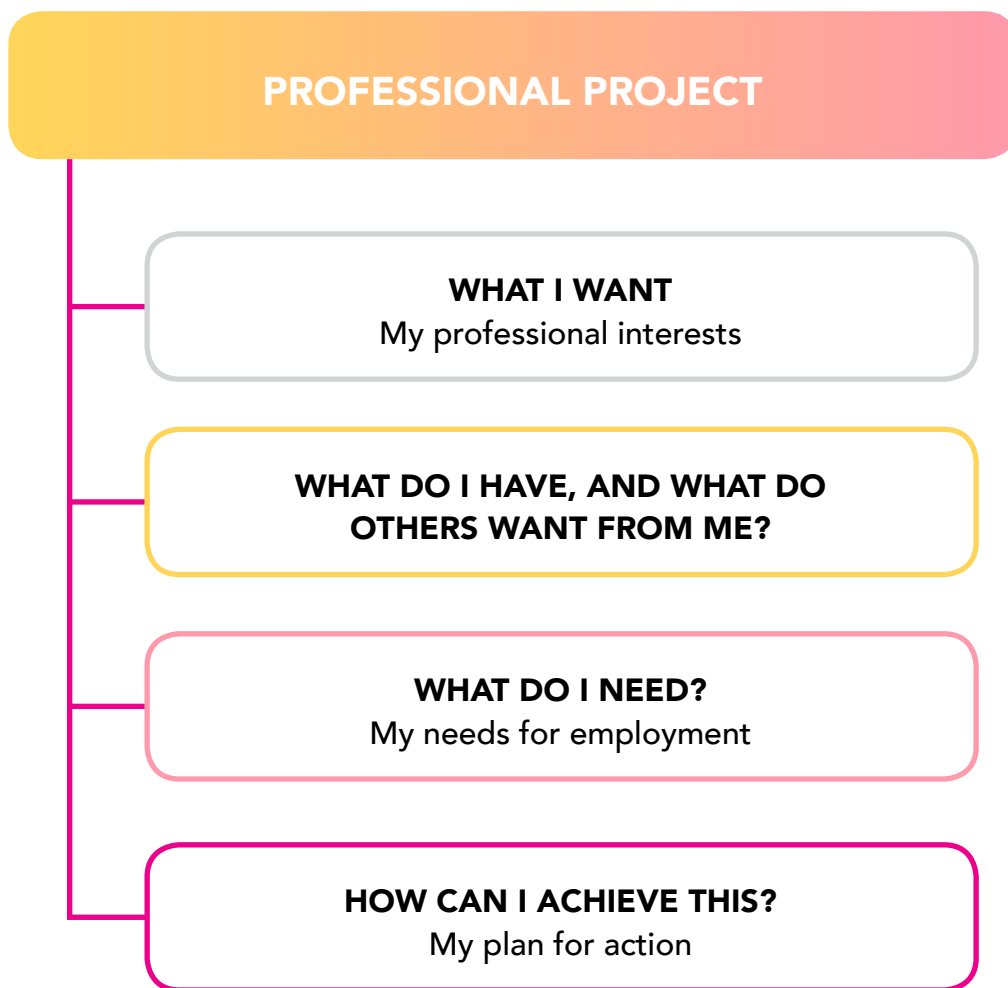 PROFESSIONAL PROJECT
WHAT I WANT
My professional interests
WHAT DO I HAVE, AND WHAT DO
OTHERS WANT FROM ME?
WHAT DO I NEED?
My needs for employment
HOW CAN I ACHIEVE THIS?
My plan for action